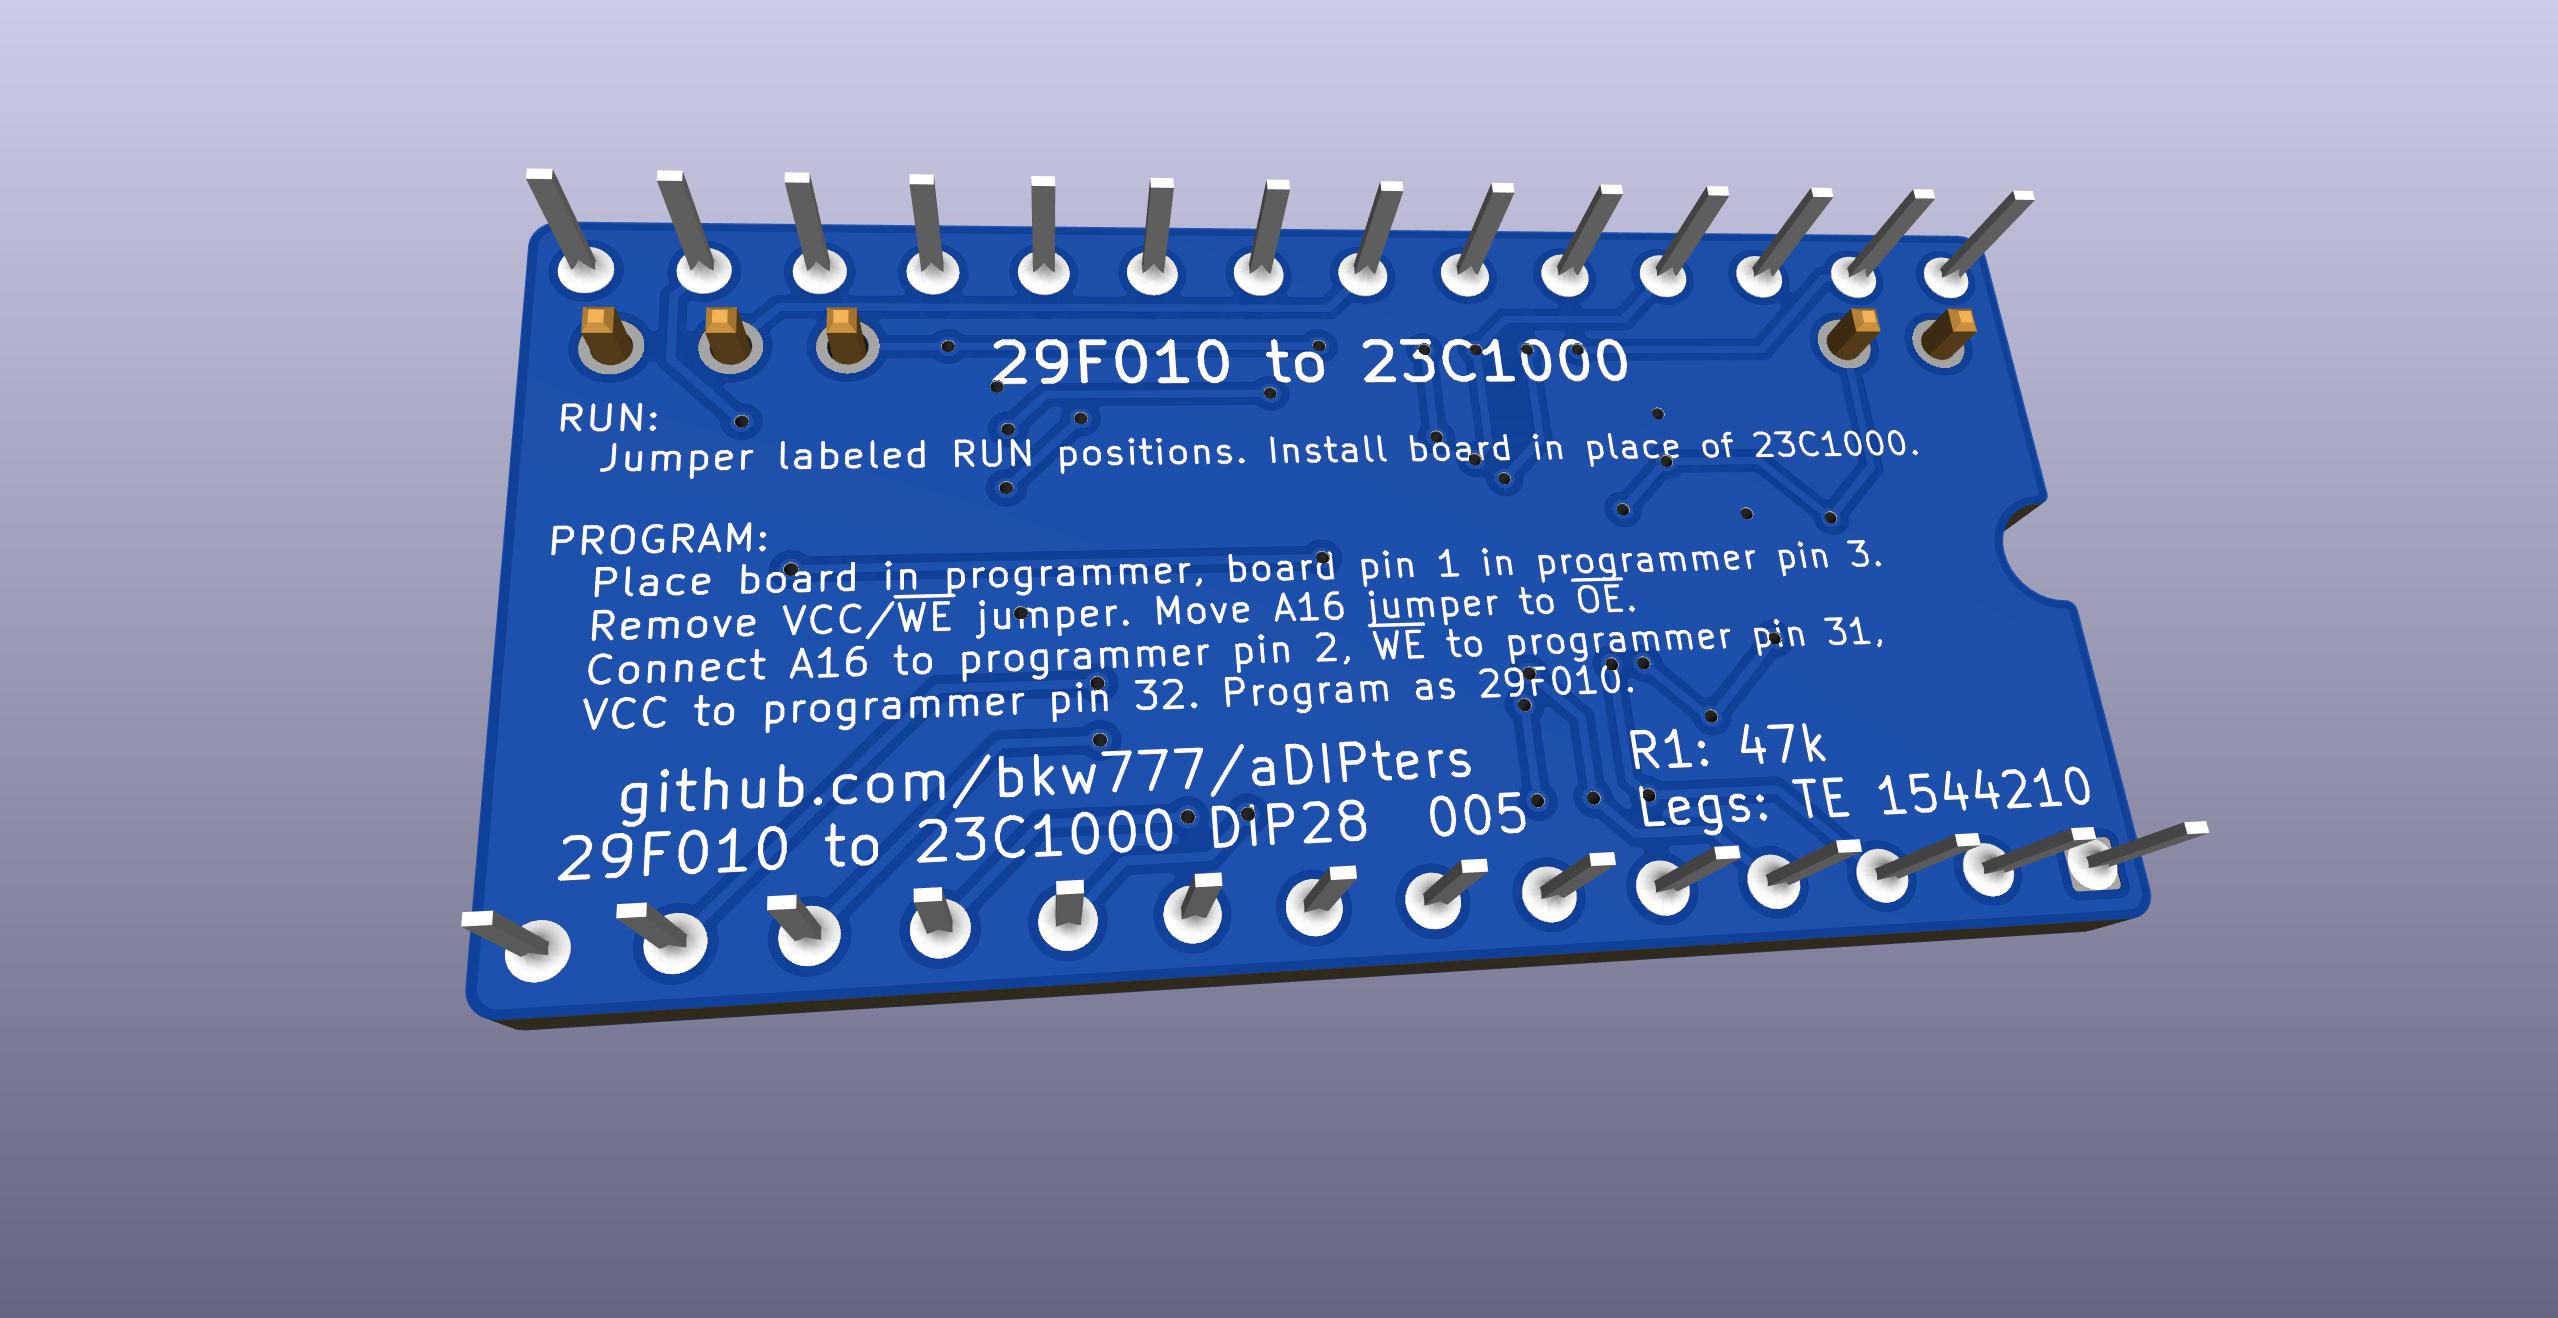 29F010 to 23C1000
RUN:
Jumper labeled RUN positions. Install board in place of 23C1000.
PROGRAM:
Place board in programmer, board pin 1 in programmer pin 3.
Remove VCC/W̅E̅ jumper. Move A16 jumper to O̅E̅.
Connect A16 to programmer pin 2, W̅E̅ to programmer pin 31,
VCC to programmer pin 32. Program as 29F010.
R1: 47k
github.com/bkw777/aDIPters
Legs: TE 1544210
29F010 to 23C1000 DIP28 005